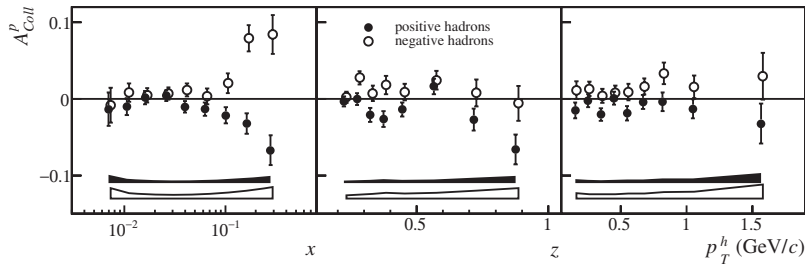 A^p_Coll
0.1
0
−0.1
positive hadrons
negative hadrons
10^−2 10^−1 0.5 1 0.5 1 1.5
x z p_T^h (GeV/c)